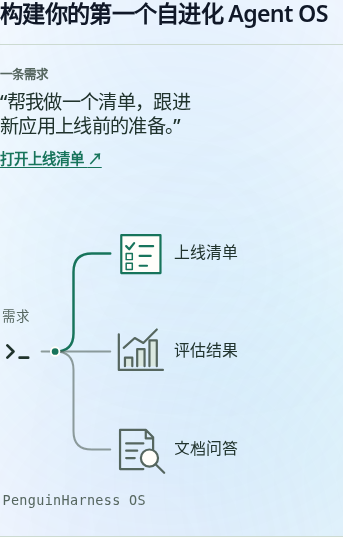 构建你的第一个自进化 Agent OS
一条需求
“帮我做一个清单，跟进
新应用上线前的准备。”
打开上线清单 ↗
上线清单
需求
评估结果
文档问答
PenguinHarness OS